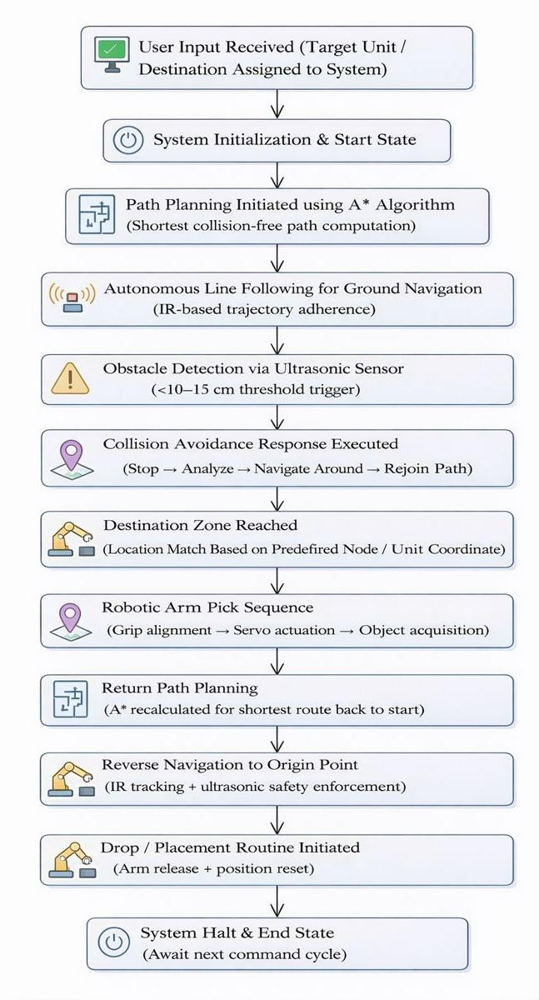 User Input Received (Target Unit /
Destination Assigned to System)
System Initialization & Start State
Path Planning Initiated using A* Algorithm
(Shortest collision-free path computation)
Autonomous Line Following for Ground Navigation
(IR-based trajectory adherence)
Obstacle Detection via Ultrasonic Sensor
(<10–15 cm threshold trigger)
Collision Avoidance Response Executed
(Stop → Analyze → Navigate Around → Rejoin Path)
Destination Zone Reached
(Location Match Based on Predefired Node / Unit Coordinate)
Robotic Arm Pick Sequence
(Grip alignment → Servo actuation → Object acquisition)
Return Path Planning
(A* recalculated for shortest route back to start)
Reverse Navigation to Origin Point
(IR tracking + ultrasonic safety enforcement)
Drop / Placement Routine Initiated
(Arm release + position reset)
System Halt & End State
(Await next command cycle)